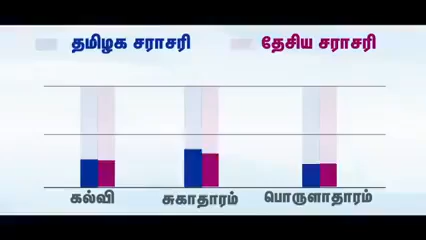 தமிழக சராசரி தேசிய சராசரி
கல்வி சுகாதாரம் பொருளாதாரம்